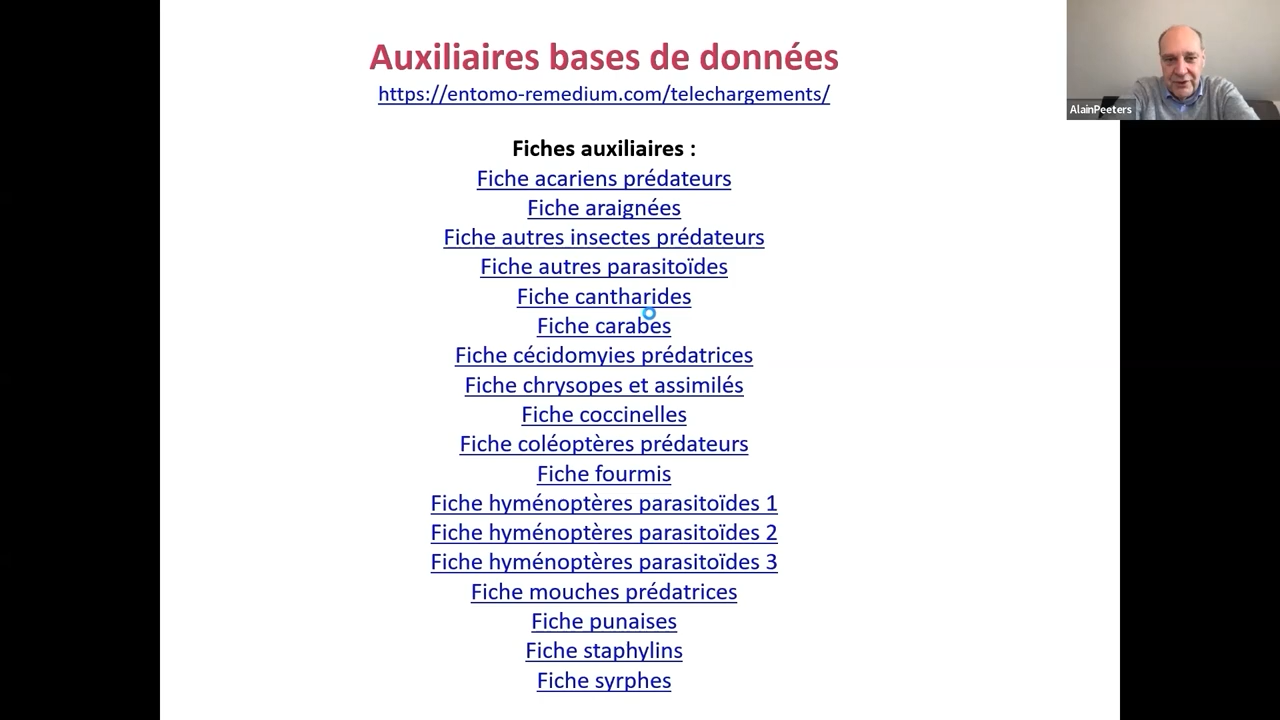 Auxiliaires bases de données
https://entomo-remedium.com/telechargements/
AlainPeeters
Fiches auxiliaires :
Fiche acariens prédateurs
Fiche araignées
Fiche autres insectes prédateurs
Fiche autres parasitoïdes
Fiche cantharides
Fiche carabes
Fiche cécidomyies prédatrices
Fiche chrysopes et assimilés
Fiche coccinelles
Fiche coléoptères prédateurs
Fiche fourmis
Fiche hyménoptères parasitoïdes 1
Fiche hyménoptères parasitoïdes 2
Fiche hyménoptères parasitoïdes 3
Fiche mouches prédatrices
Fiche punaises
Fiche staphylins
Fiche syrphes